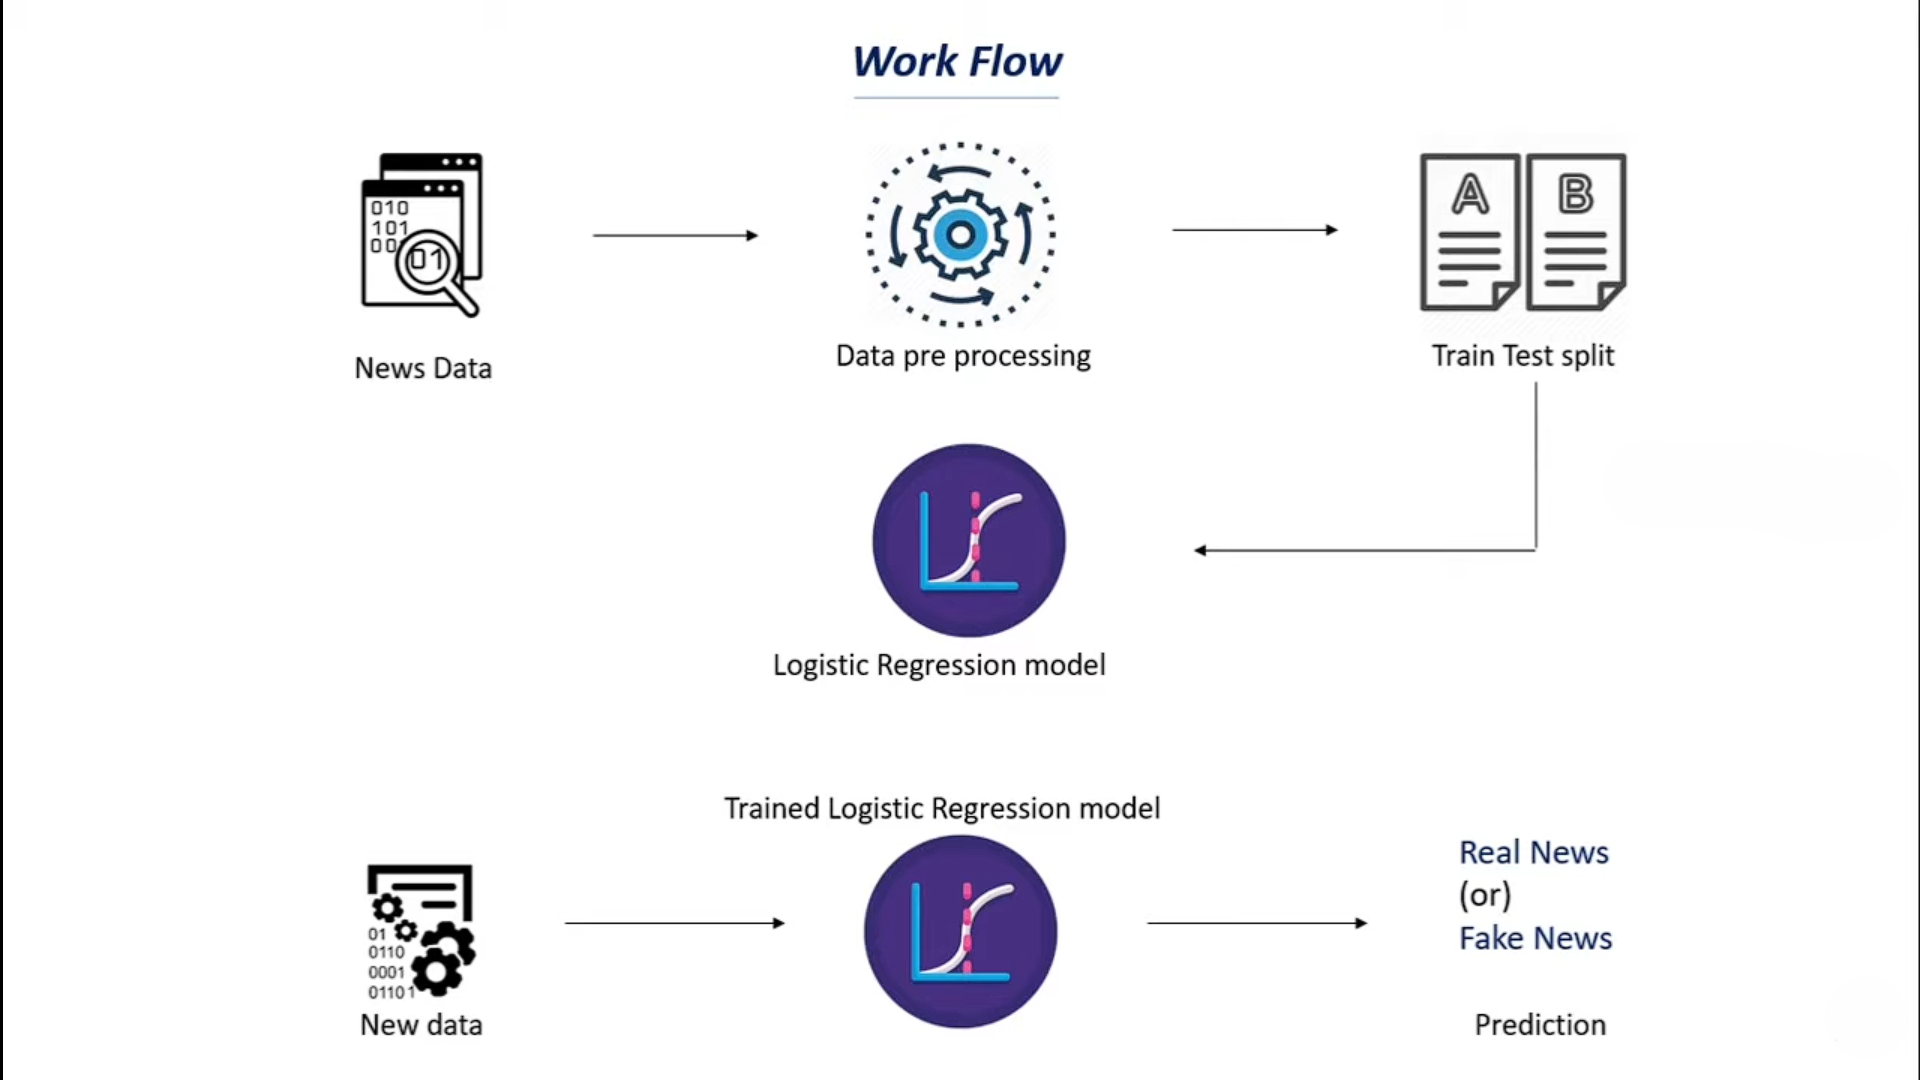 Work Flow
010
101
00
01
A
B
News Data
Data pre processing
Train Test split
Logistic Regression model
Trained Logistic Regression model
Real News
(or)
Fake News
01
0110
0001
01101
New data
Prediction